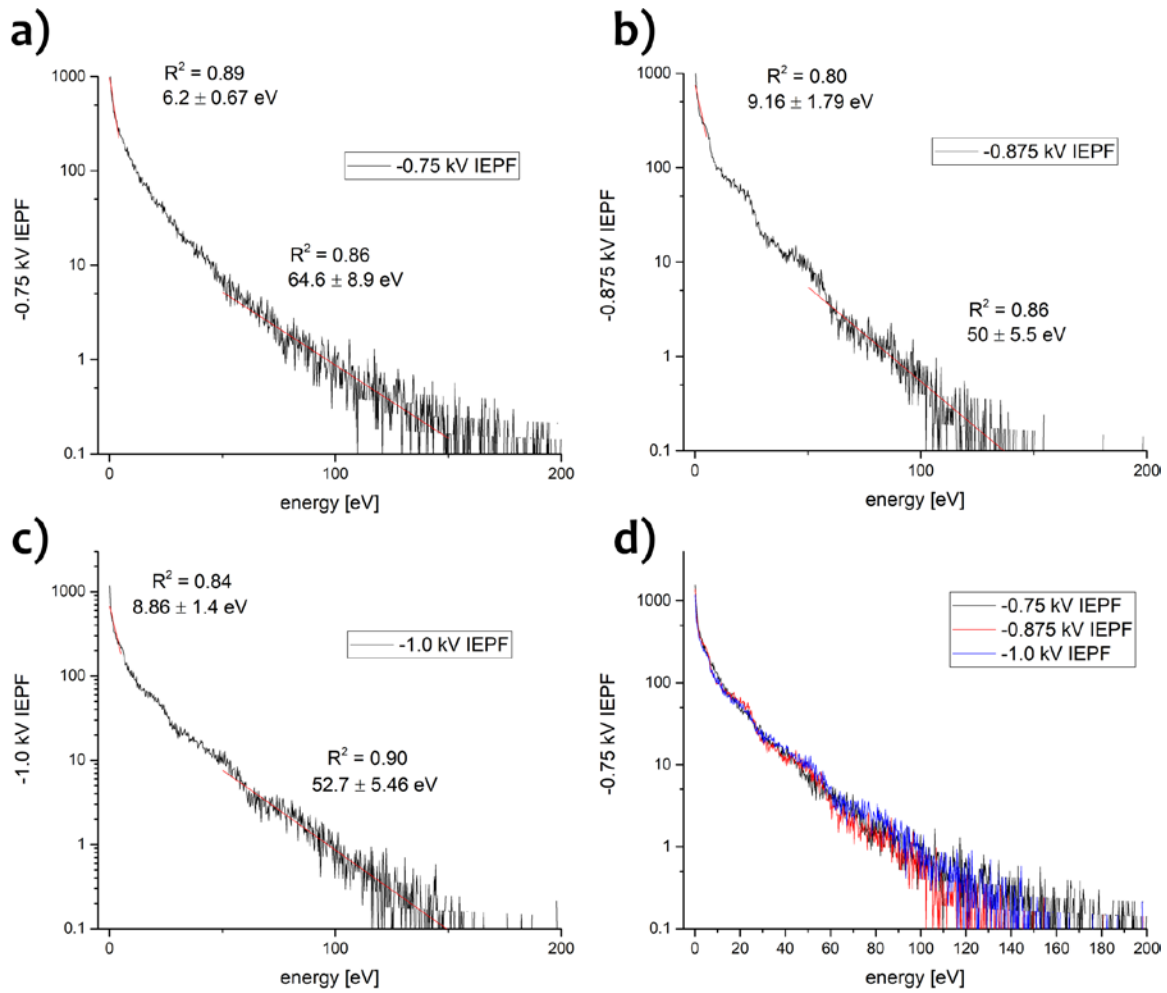 a)
R² = 0.89
6.2 ± 0.67 eV
-0.75 kV IEPF
R² = 0.86
64.6 ± 8.9 eV
-0.75 kV IEPF
1000
100
10
1
0.1
0
100
200
energy [eV]
b)
R² = 0.80
9.16 ± 1.79 eV
-0.875 kV IEPF
R² = 0.86
50 ± 5.5 eV
-0.875 kV IEPF
1000
100
10
1
0.1
0
100
200
energy [eV]
c)
R² = 0.84
8.86 ± 1.4 eV
-1.0 kV IEPF
R² = 0.90
52.7 ± 5.46 eV
-1.0 kV IEPF
1000
100
10
1
0.1
0
100
200
energy [eV]
d)
-0.75 kV IEPF
-0.875 kV IEPF
-1.0 kV IEPF
-0.75 kV IEPF
1000
100
10
1
0.1
0 20 40 60 80 100 120 140 160 180 200
energy [eV]